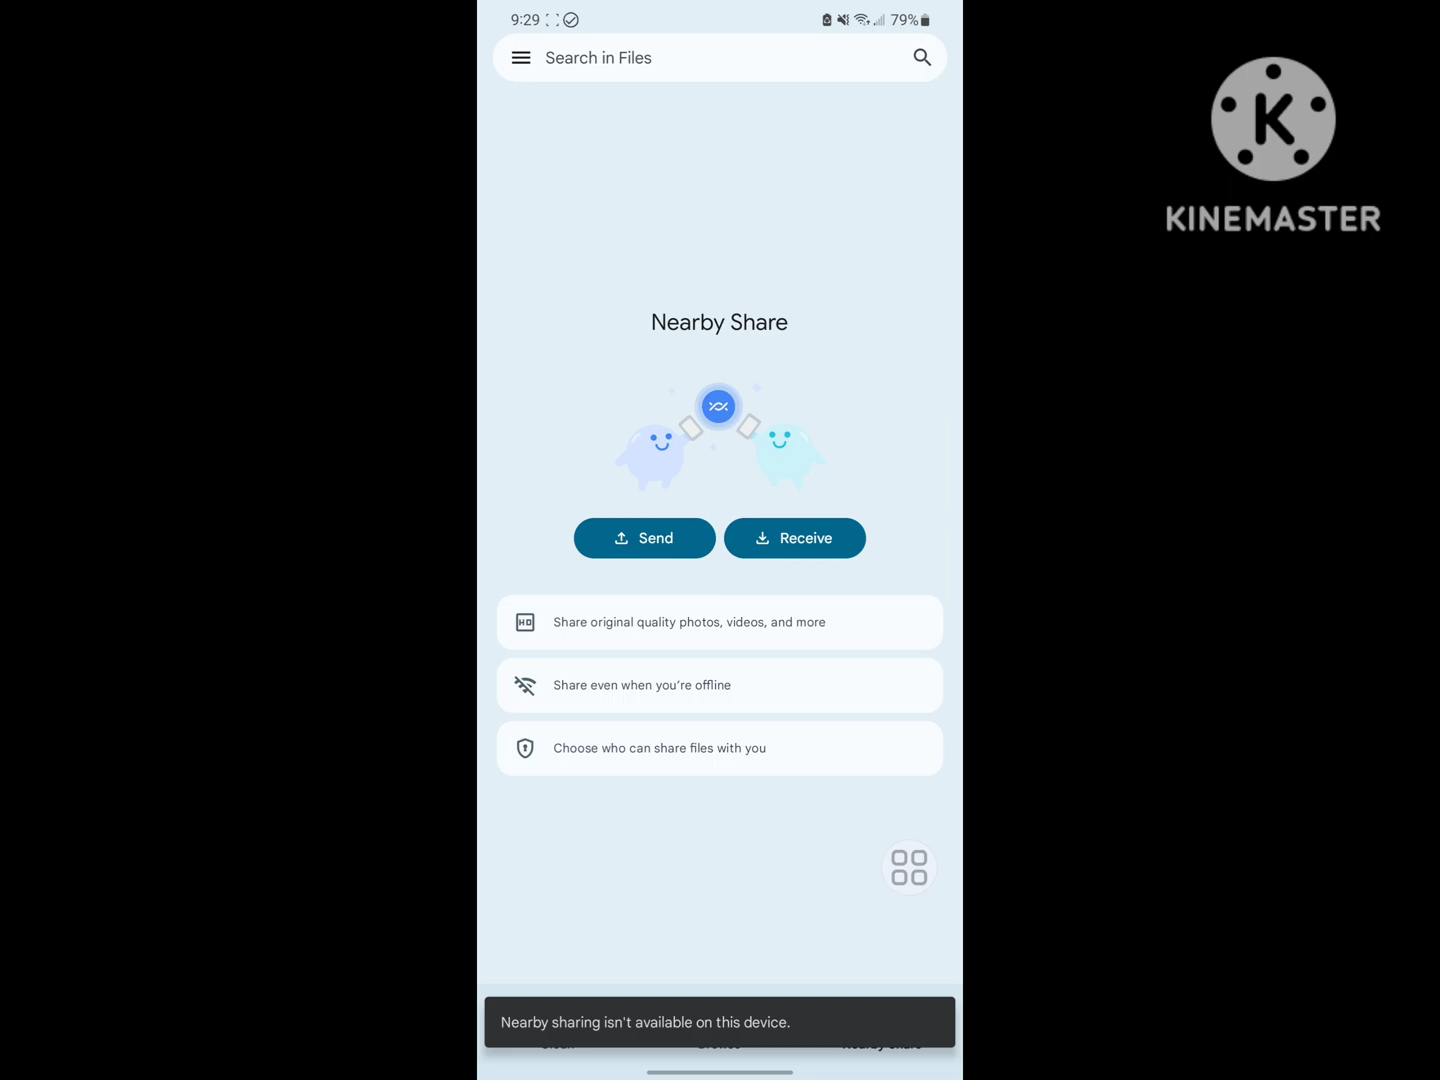 9:29
79%
Search in Files
K
KINEMASTER
Nearby Share
Send
Receive
HD
Share original quality photos, videos, and more
Share even when you're offline
Choose who can share files with you
Nearby sharing isn't available on this device.